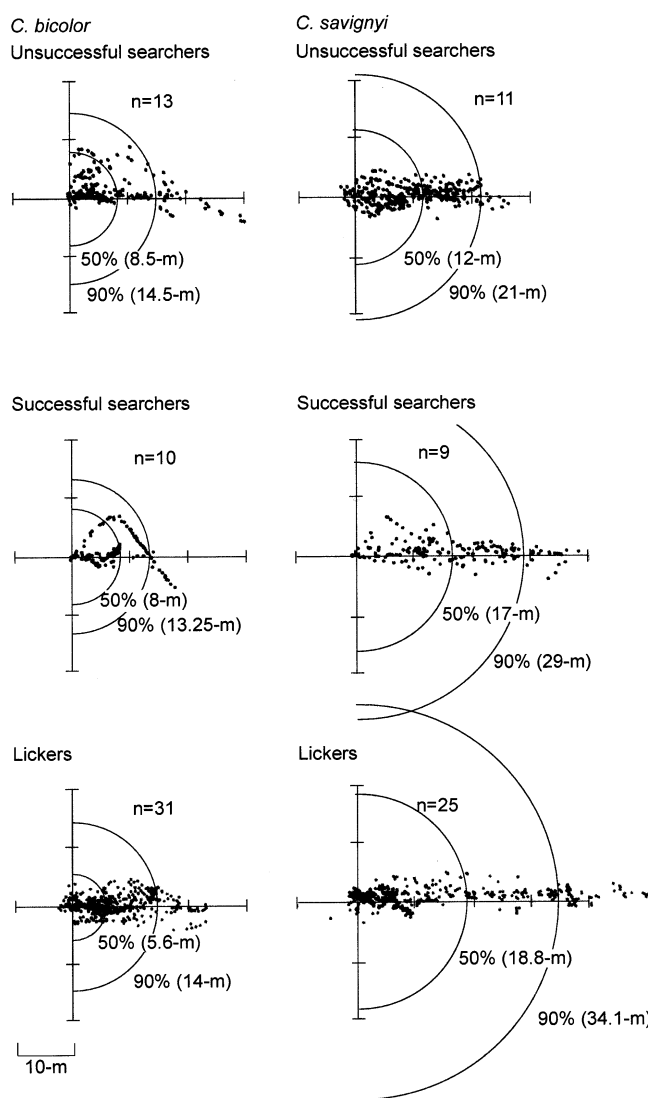 C. bicolor
Unsuccessful searchers
n=13
50% (8.5-m)
90% (14.5-m)
C. savignyi
Unsuccessful searchers
n=11
50% (12-m)
90% (21-m)
Successful searchers
n=10
50% (8-m)
90% (13.25-m)
Successful searchers
n=9
50% (17-m)
90% (29-m)
Lickers
n=31
50% (5.6-m)
90% (14-m)
Lickers
n=25
50% (18.8-m)
90% (34.1-m)
10-m